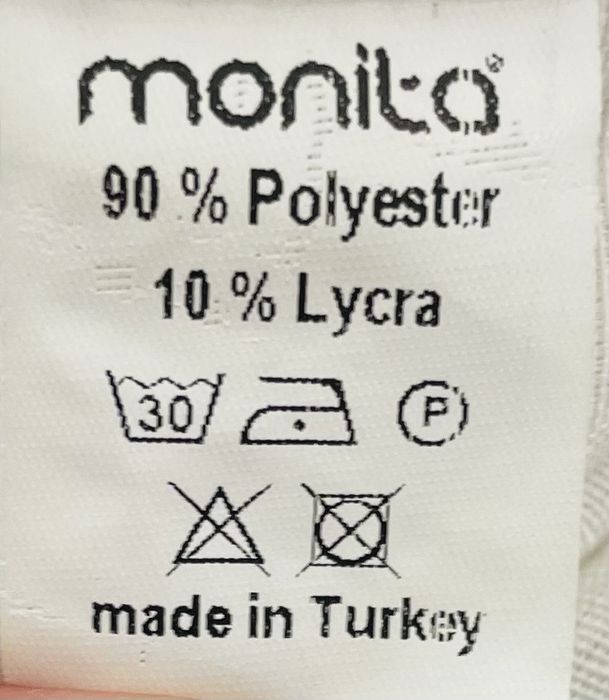 monita®
90 % Polyester
10 % Lycra
30 P
made in Turkey